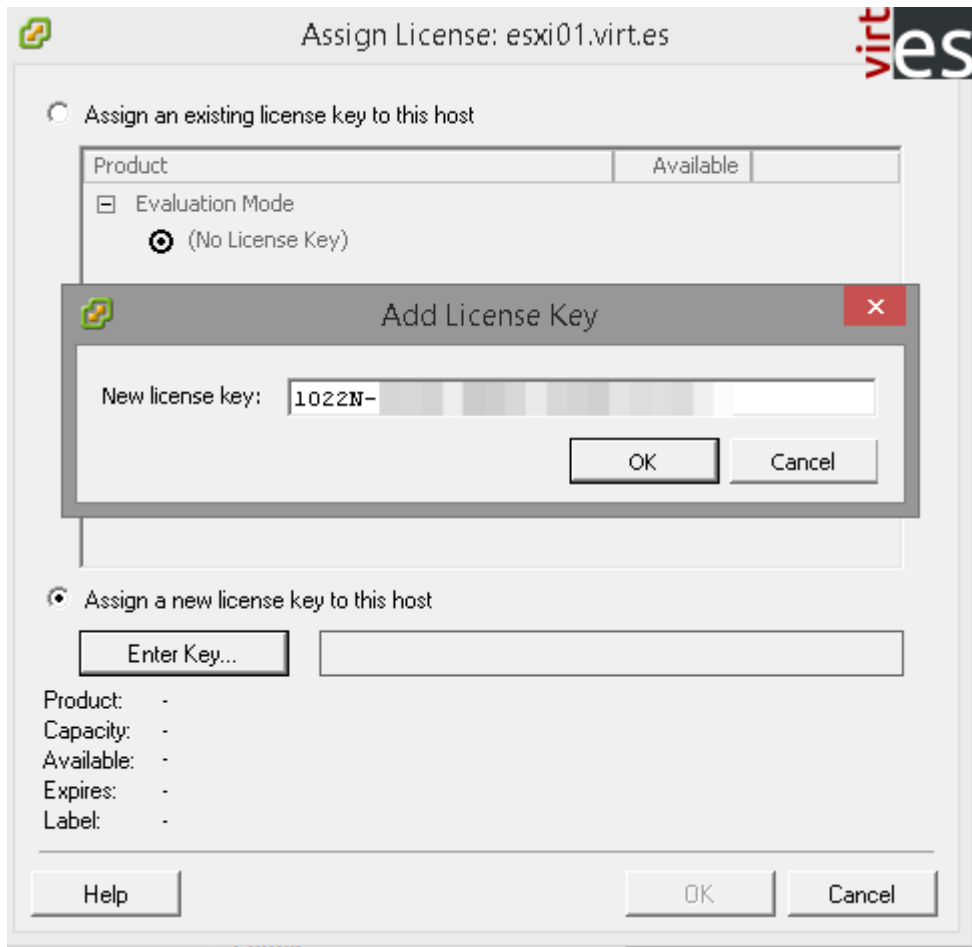 Assign License: esxi01.virt.es
virt
es
Assign an existing license key to this host
Product Available
Evaluation Mode
(No License Key)
Add License Key
New license key: 1022N-
OK Cancel
Assign a new license key to this host
Enter Key...
Product: -
Capacity: -
Available: -
Expires: -
Label: -
Help OK Cancel